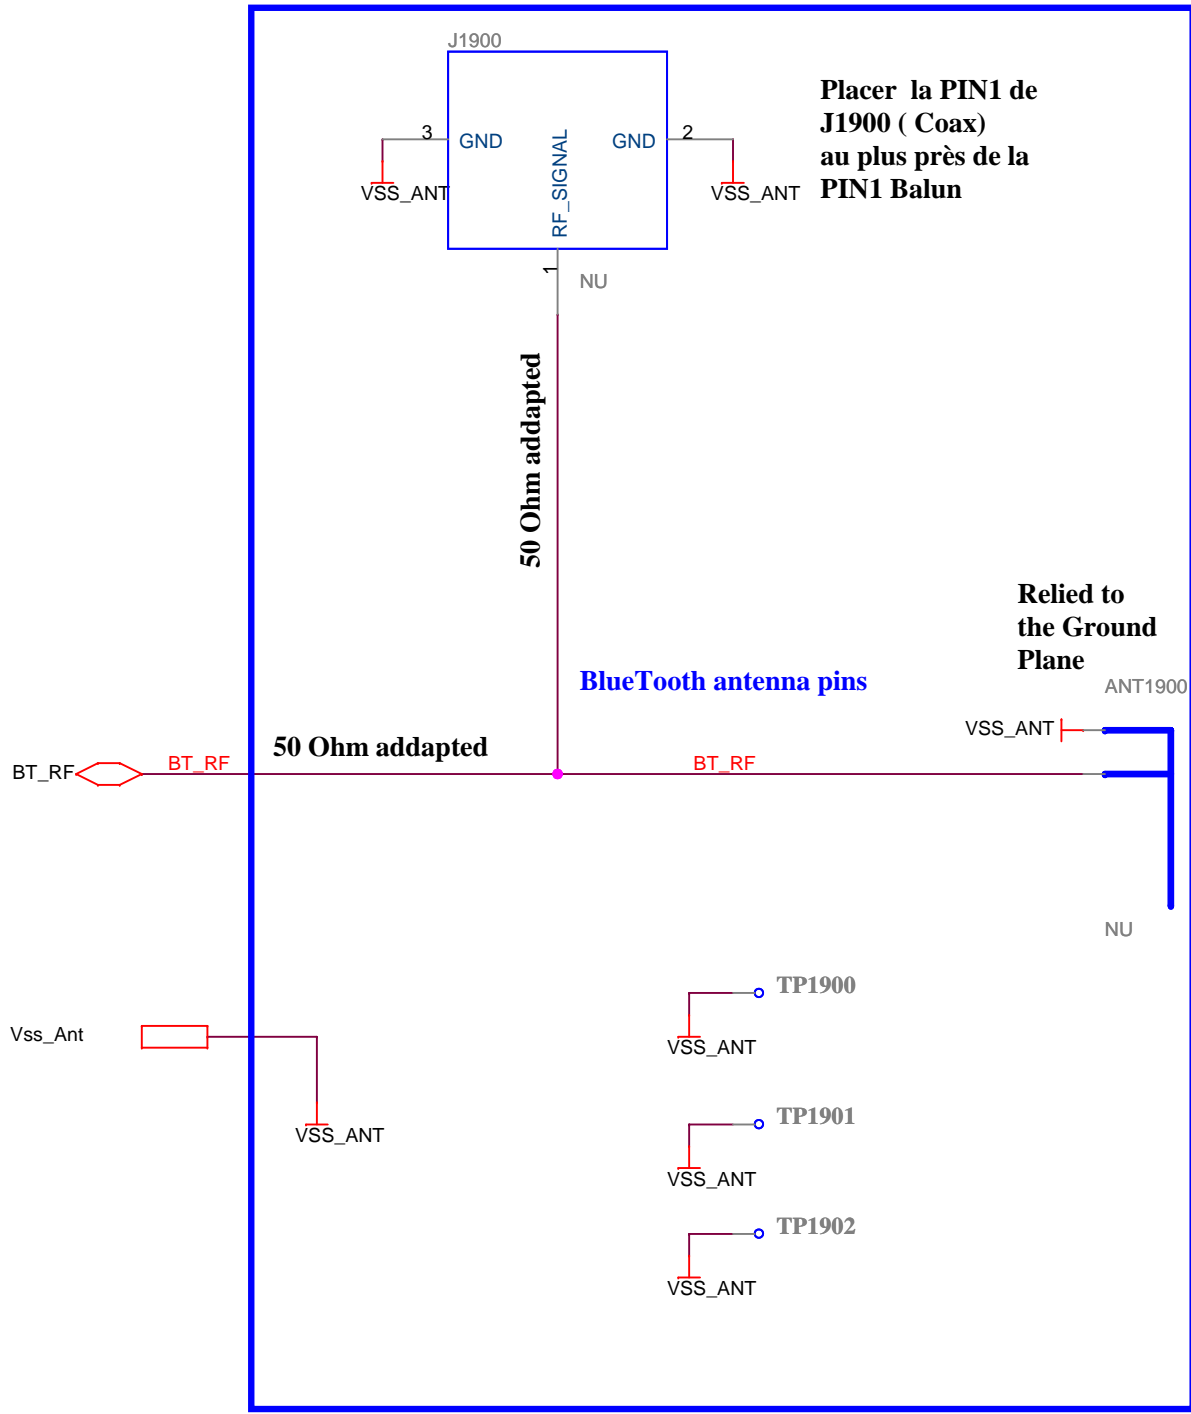 J1900
Placer la PIN1 de
J1900 ( Coax)
au plus près de la
PIN1 Balun
3
GND
RF_SIGNAL
GND
2
VSS_ANT
VSS_ANT
1
NU
50 Ohm addapted
Relied to
the Ground
Plane
BlueTooth antenna pins
ANT1900
VSS_ANT
50 Ohm addapted
BT_RF
BT_RF
BT_RF
NU
TP1900
Vss_Ant
VSS_ANT
TP1901
VSS_ANT
VSS_ANT
TP1902
VSS_ANT